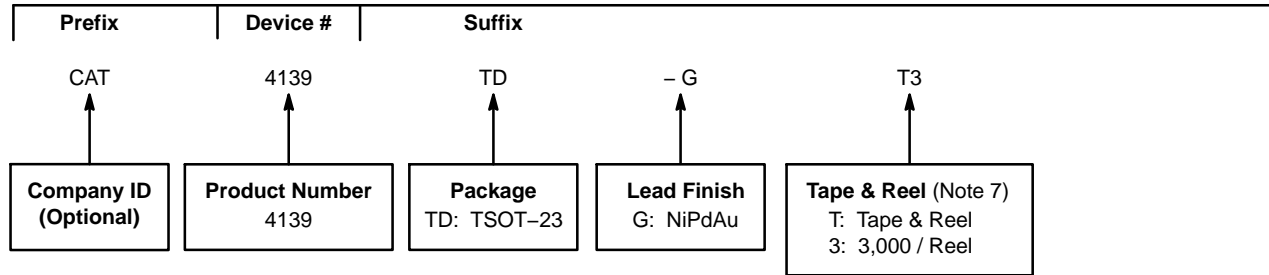 Prefix Device # Suffix
CAT 4139 TD – G T3
Company ID
(Optional)
Product Number
4139
Package
TD: TSOT−23
Lead Finish
G: NiPdAu
Tape & Reel (Note 7)
T: Tape & Reel
3: 3,000 / Reel